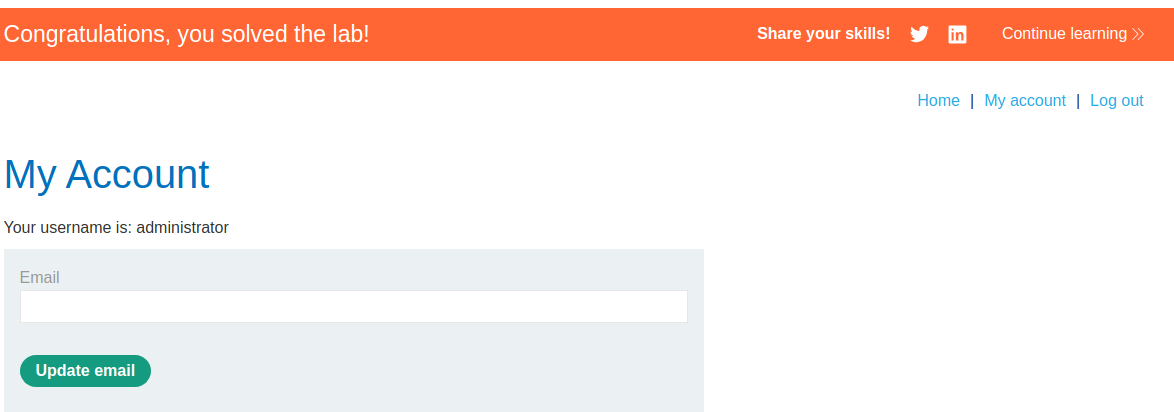 Congratulations, you solved the lab! Share your skills! Continue learning
Home | My account | Log out
My Account
Your username is: administrator
Email
Update email